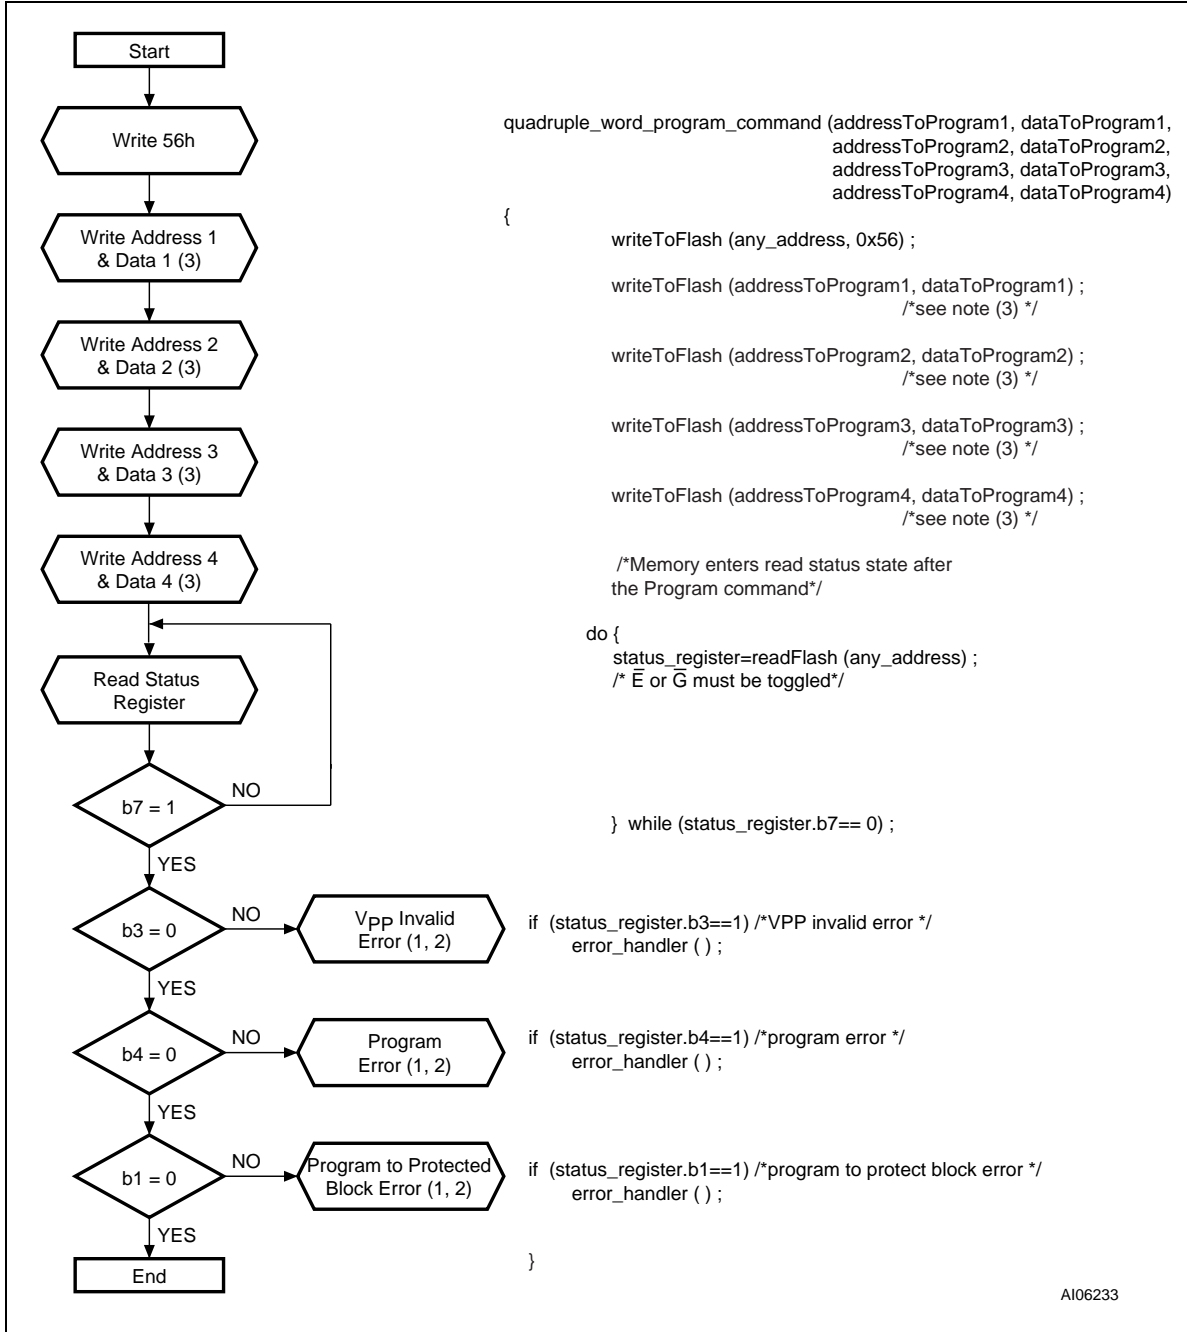 Start
Write 56h
Write Address 1
& Data 1 (3)
Write Address 2
& Data 2 (3)
Write Address 3
& Data 3 (3)
Write Address 4
& Data 4 (3)
Read Status
Register
b7 = 1
NO
YES
b3 = 0
NO
VPP Invalid
Error (1, 2)
YES
b4 = 0
NO
Program
Error (1, 2)
YES
b1 = 0
NO
Program to Protected
Block Error (1, 2)
YES
End
quadruple_word_program_command (addressToProgram1, dataToProgram1,
addressToProgram2, dataToProgram2,
addressToProgram3, dataToProgram3,
addressToProgram4, dataToProgram4)
{
writeToFlash (any_address, 0x56) ;
writeToFlash (addressToProgram1, dataToProgram1) ;
/*see note (3) */
writeToFlash (addressToProgram2, dataToProgram2) ;
/*see note (3) */
writeToFlash (addressToProgram3, dataToProgram3) ;
/*see note (3) */
writeToFlash (addressToProgram4, dataToProgram4) ;
/*see note (3) */
/*Memory enters read status state after
the Program command*/
do {
status_register=readFlash (any_address) ;
/* E̅ or G̅ must be toggled*/
} while (status_register.b7== 0) ;
if (status_register.b3==1) /*VPP invalid error */
error_handler ( ) ;
if (status_register.b4==1) /*program error */
error_handler ( ) ;
if (status_register.b1==1) /*program to protect block error */
error_handler ( ) ;
}
AI06233